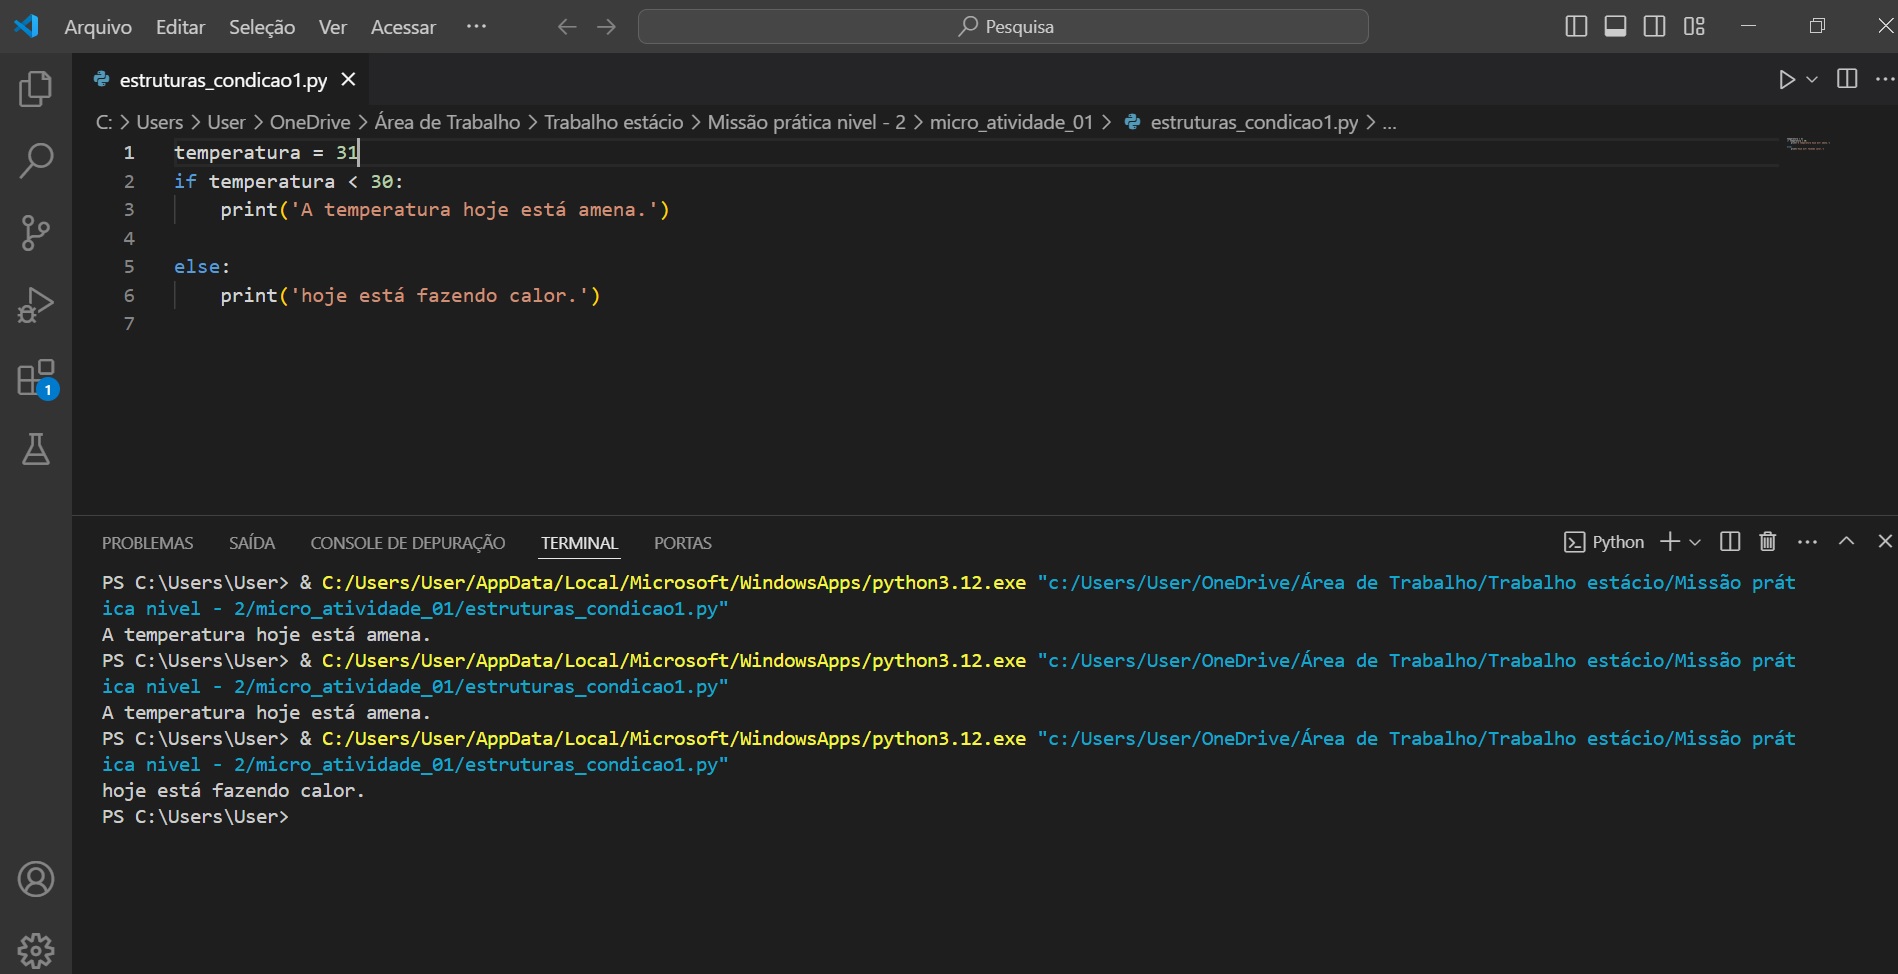 Arquivo Editar Seleção Ver Acessar ··· Pesquisa
estruturas_condicao1.py
C: > Users > User > OneDrive > Área de Trabalho > Trabalho estácio > Missão prática nivel - 2 > micro_atividade_01 > estruturas_condicao1.py > ...
1 temperatura = 31
2 if temperatura < 30:
3 print('A temperatura hoje está amena.')
4
5 else:
6 print('hoje está fazendo calor.')
7
1
PROBLEMAS SAÍDA CONSOLE DE DEPURAÇÃO TERMINAL PORTAS Python
PS C:\Users\User> & C:/Users/User/AppData/Local/Microsoft/WindowsApps/python3.12.exe "c:/Users/User/OneDrive/Área de Trabalho/Trabalho estácio/Missão prát
ica nivel - 2/micro_atividade_01/estruturas_condicao1.py"
A temperatura hoje está amena.
PS C:\Users\User> & C:/Users/User/AppData/Local/Microsoft/WindowsApps/python3.12.exe "c:/Users/User/OneDrive/Área de Trabalho/Trabalho estácio/Missão prát
ica nivel - 2/micro_atividade_01/estruturas_condicao1.py"
A temperatura hoje está amena.
PS C:\Users\User> & C:/Users/User/AppData/Local/Microsoft/WindowsApps/python3.12.exe "c:/Users/User/OneDrive/Área de Trabalho/Trabalho estácio/Missão prát
ica nivel - 2/micro_atividade_01/estruturas_condicao1.py"
hoje está fazendo calor.
PS C:\Users\User>